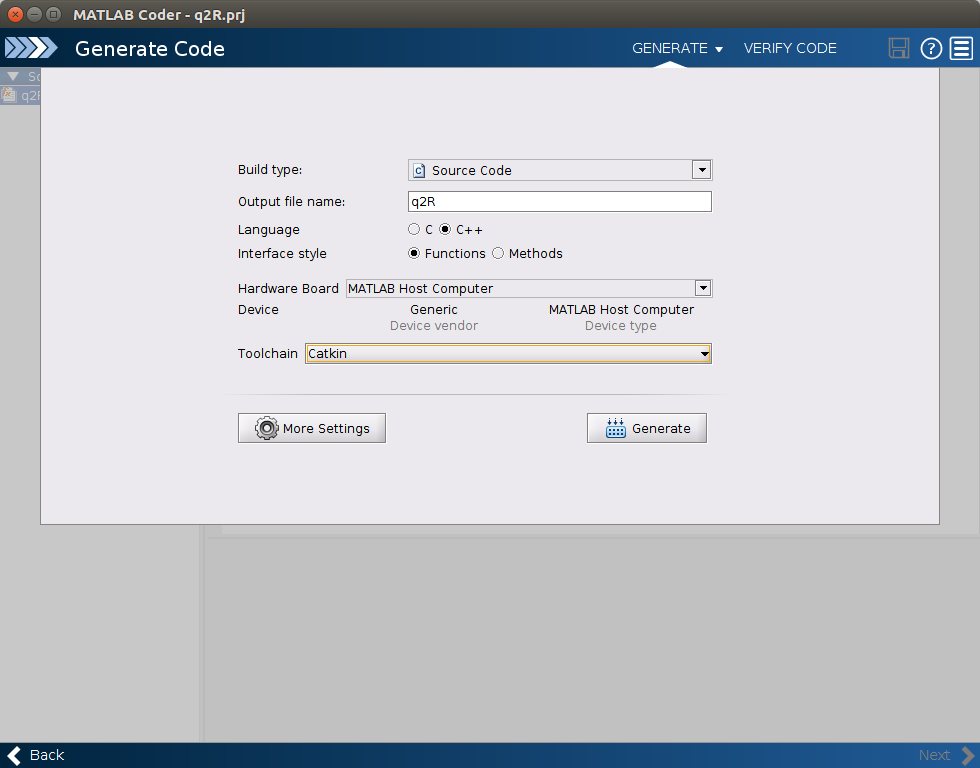 MATLAB Coder - q2R.prj
Generate Code GENERATE VERIFY CODE
Build type: Source Code
Output file name: q2R
Language C C++
Interface style Functions Methods
Hardware Board MATLAB Host Computer
Device Generic MATLAB Host Computer
Device vendor Device type
Toolchain Catkin
More Settings Generate
Back Next